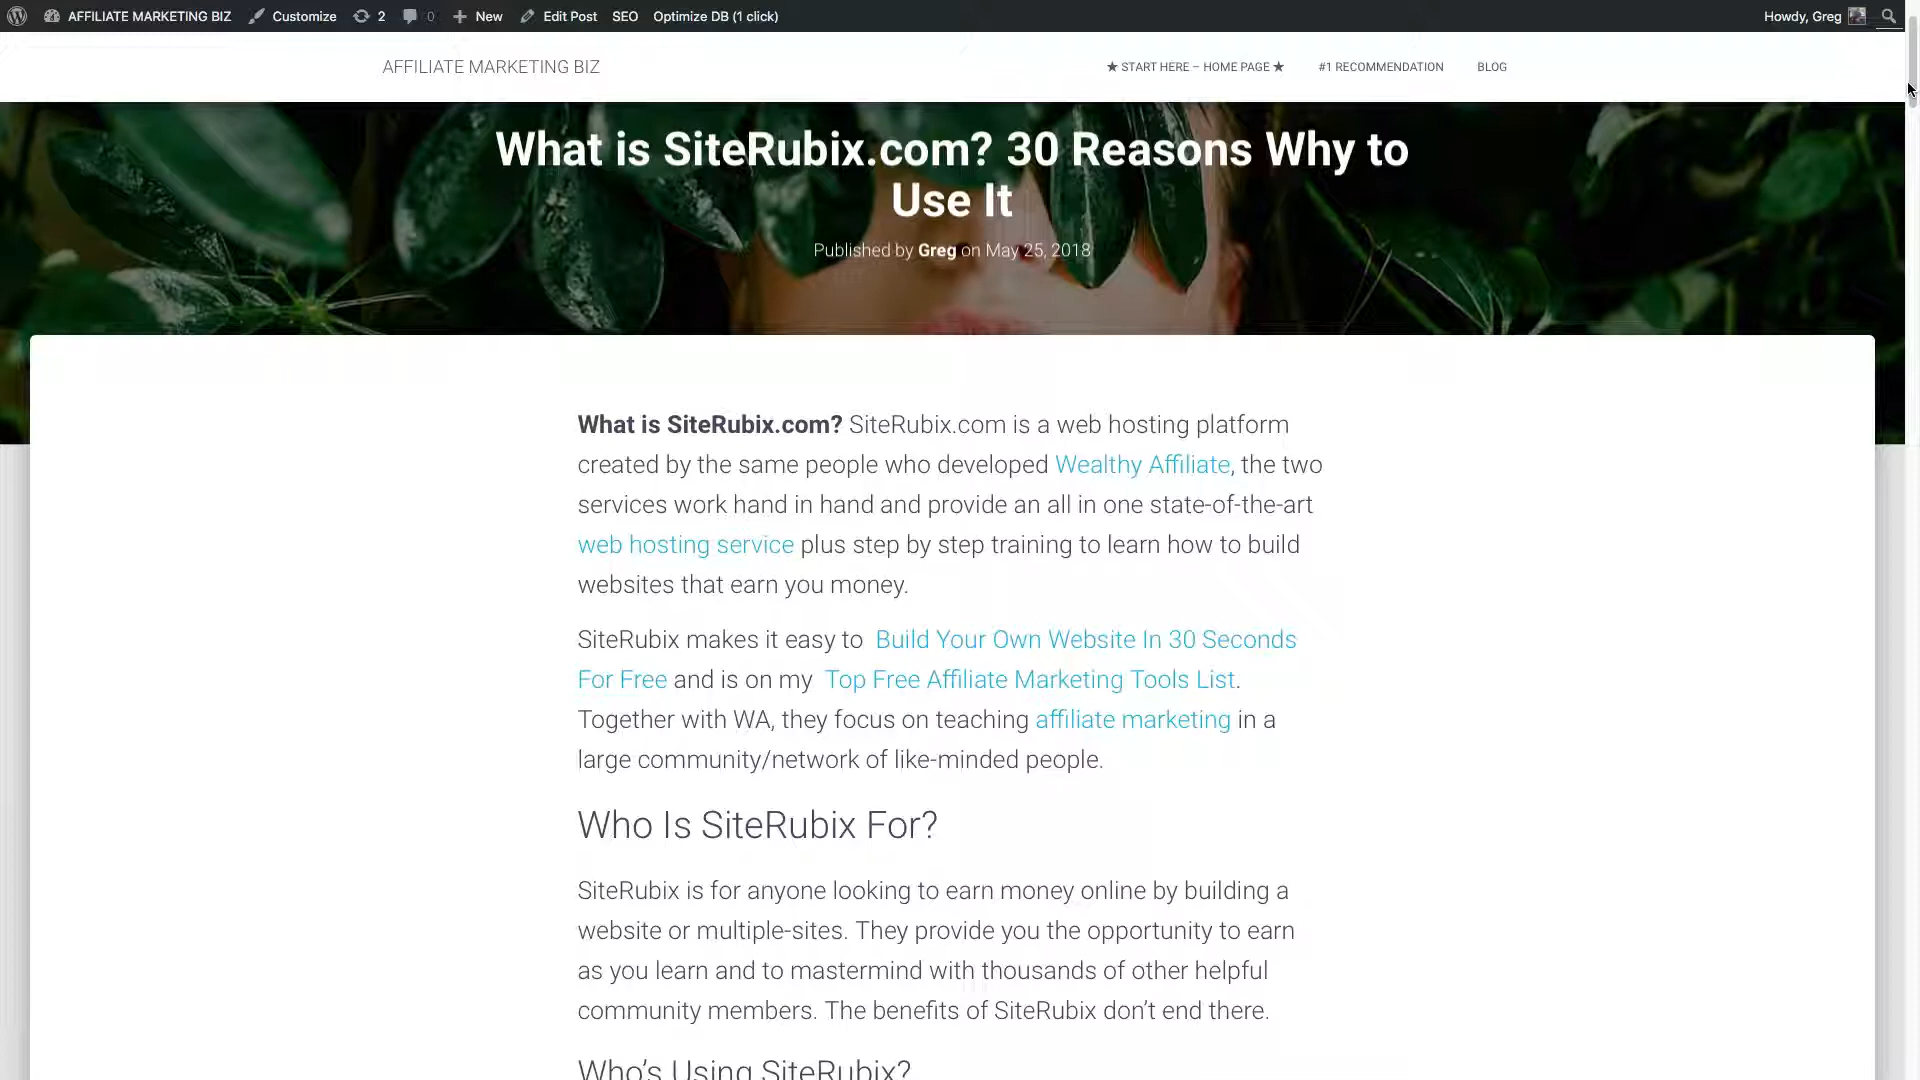 AFFILIATE MARKETING BIZ Customize 2 0 New Edit Post SEO Optimize DB (1 click) Howdy, Greg
AFFILIATE MARKETING BIZ ★ START HERE – HOME PAGE ★ #1 RECOMMENDATION BLOG
What is SiteRubix.com? 30 Reasons Why to
Use It
Published by Greg on May 25, 2018
What is SiteRubix.com? SiteRubix.com is a web hosting platform
created by the same people who developed Wealthy Affiliate, the two
services work hand in hand and provide an all in one state-of-the-art
web hosting service plus step by step training to learn how to build
websites that earn you money.
SiteRubix makes it easy to Build Your Own Website In 30 Seconds
For Free and is on my Top Free Affiliate Marketing Tools List.
Together with WA, they focus on teaching affiliate marketing in a
large community/network of like-minded people.
Who Is SiteRubix For?
SiteRubix is for anyone looking to earn money online by building a
website or multiple-sites. They provide you the opportunity to earn
as you learn and to mastermind with thousands of other helpful
community members. The benefits of SiteRubix don’t end there.
Who’s Using SiteRubix?